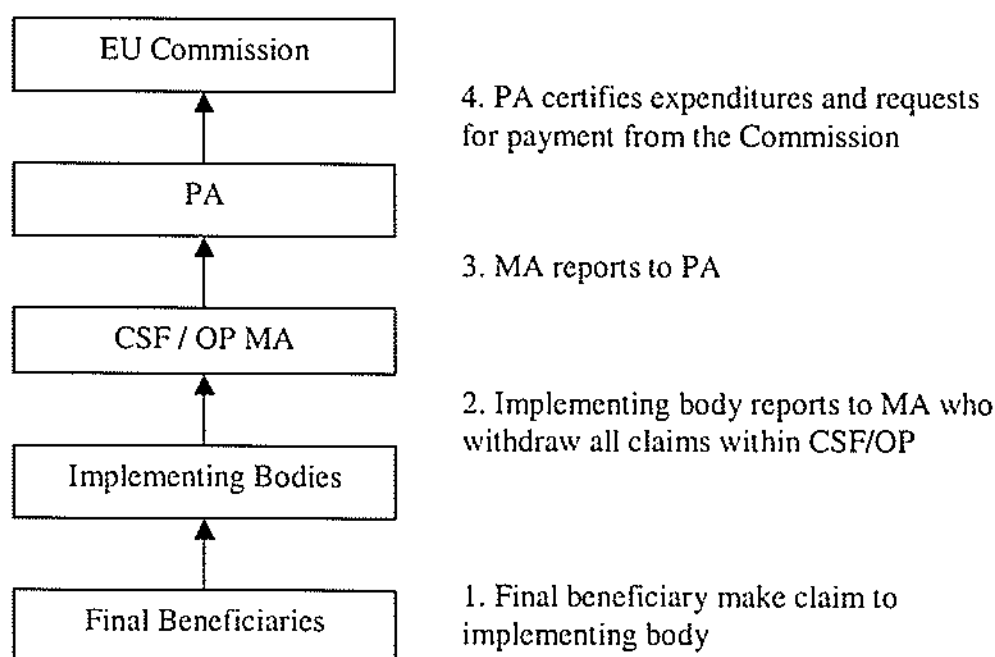 EU Commission
4. PA certifies expenditures and requests
for payment from the Commission
PA
3. MA reports to PA
CSF / OP MA
2. Implementing body reports to MA who
withdraw all claims within CSF/OP
Implementing Bodies
Final Beneficiaries
1. Final beneficiary make claim to
implementing body